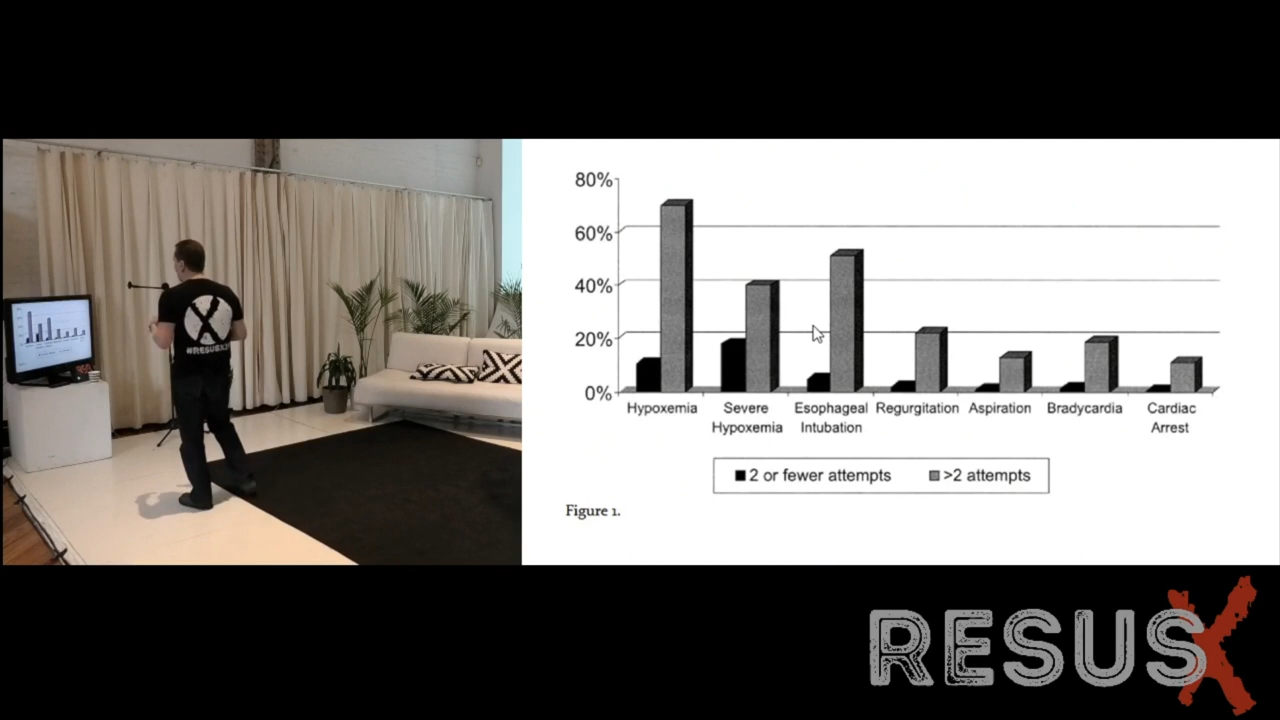 80%
60%
40%
20%
0%
Hypoxemia
Severe
Hypoxemia
Esophageal
Intubation
Regurgitation
Aspiration
Bradycardia
Cardiac
Arrest
2 or fewer attempts
>2 attempts
Figure 1.
RESUSX